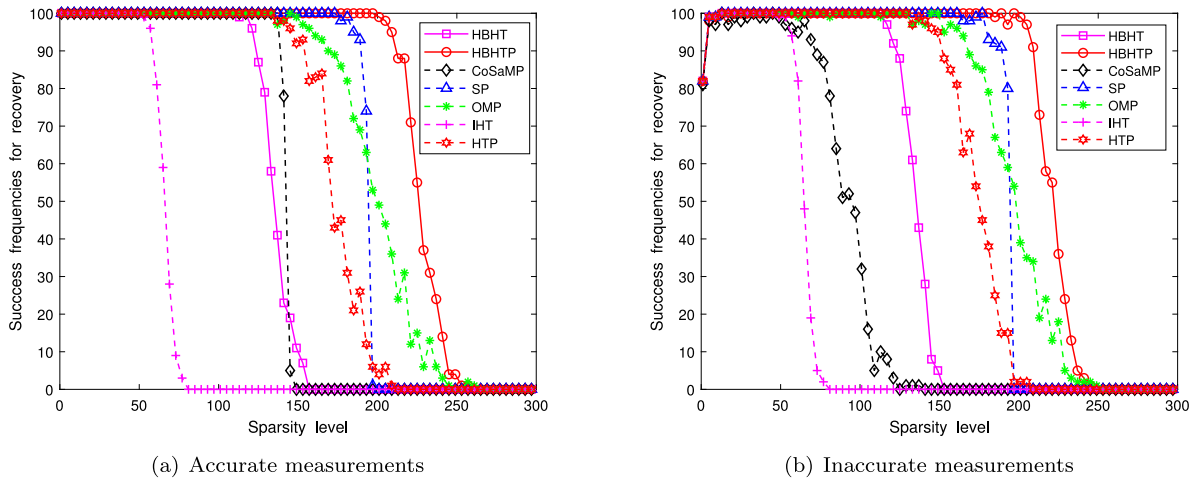 100
90
80
70
60
50
40
30
20
10
0
Succcess frequencies for recovery
0 50 100 150 200 250 300
Sparsity level
HBHT
HBHTP
CoSaMP
SP
OMP
IHT
HTP
(a) Accurate measurements
100
90
80
70
60
50
40
30
20
10
0
Success frequencies for recovery
0 50 100 150 200 250 300
Sparsity level
HBHT
HBHTP
CoSaMP
SP
OMP
IHT
HTP
(b) Inaccurate measurements